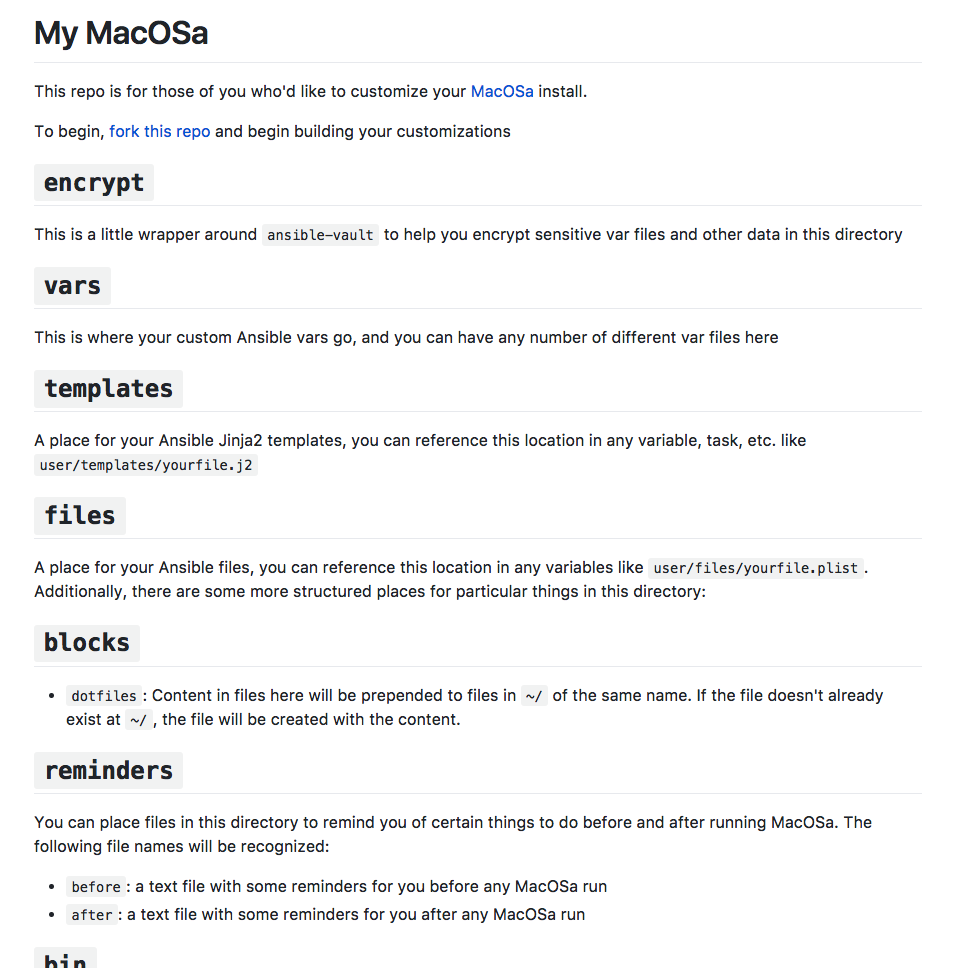 My MacOSa
This repo is for those of you who'd like to customize your MacOSa install.
To begin, fork this repo and begin building your customizations
encrypt
This is a little wrapper around ansible-vault to help you encrypt sensitive var files and other data in this directory
vars
This is where your custom Ansible vars go, and you can have any number of different var files here
templates
A place for your Ansible Jinja2 templates, you can reference this location in any variable, task, etc. like
user/templates/yourfile.j2
files
A place for your Ansible files, you can reference this location in any variables like user/files/yourfile.plist.
Additionally, there are some more structured places for particular things in this directory:
blocks
• dotfiles: Content in files here will be prepended to files in ~/ of the same name. If the file doesn't already
exist at ~/, the file will be created with the content.
reminders
You can place files in this directory to remind you of certain things to do before and after running MacOSa. The
following file names will be recognized:
• before: a text file with some reminders for you before any MacOSa run
• after: a text file with some reminders for you after any MacOSa run
bin